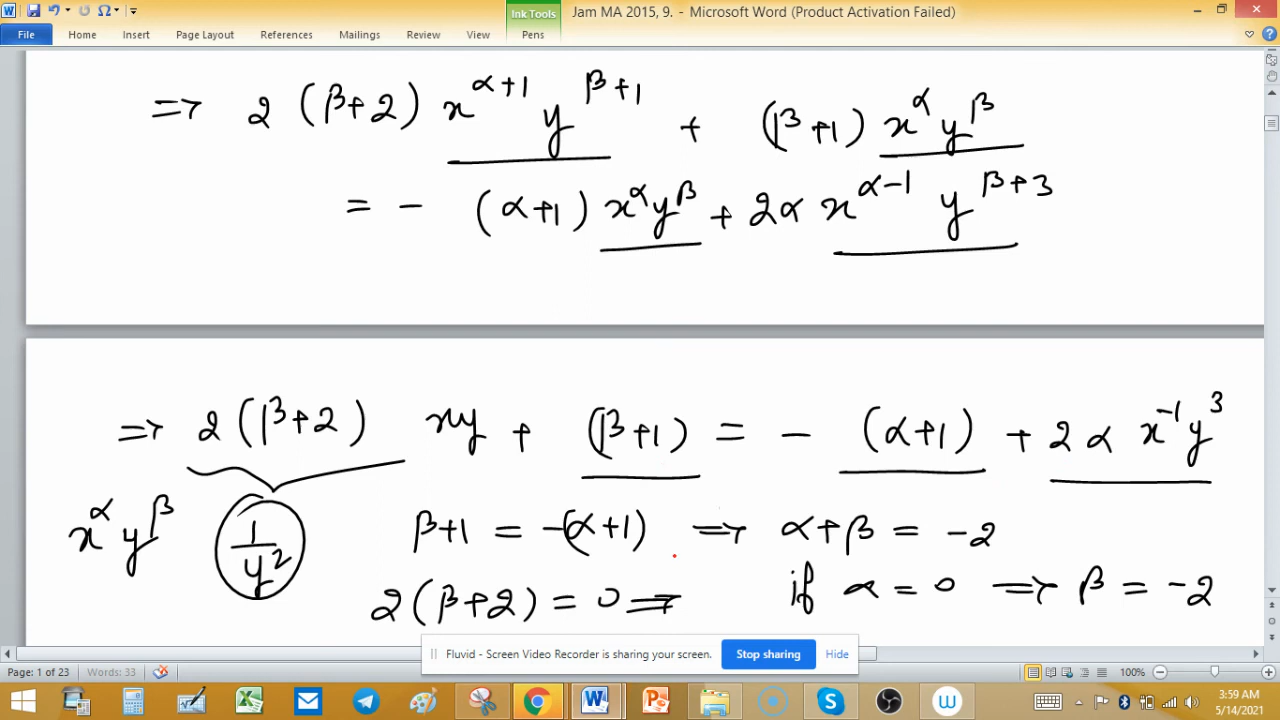 Ink Tools
Jam MA 2015, 9. - Microsoft Word (Product Activation Failed)
File Home Insert Page Layout References Mailings Review View Pens
=> 2 (β+2) x^{α+1} y^{β+1} + (β+1) x^α y^β
= - (α+1) x^α y^β + 2α x^{α-1} y^{β+3}
=> 2 (β+2) xy + (β+1) = - (α+1) + 2α x^{-1} y^3
x^α y^β 1/y^2 β+1 = -(α+1) => α+β = -2
2(β+2) = 0 => if α = 0 => β = -2
Fluvid - Screen Video Recorder is sharing your screen. Stop sharing Hide
Page: 1 of 23 Words: 33 100%
3:59 AM
5/14/2021